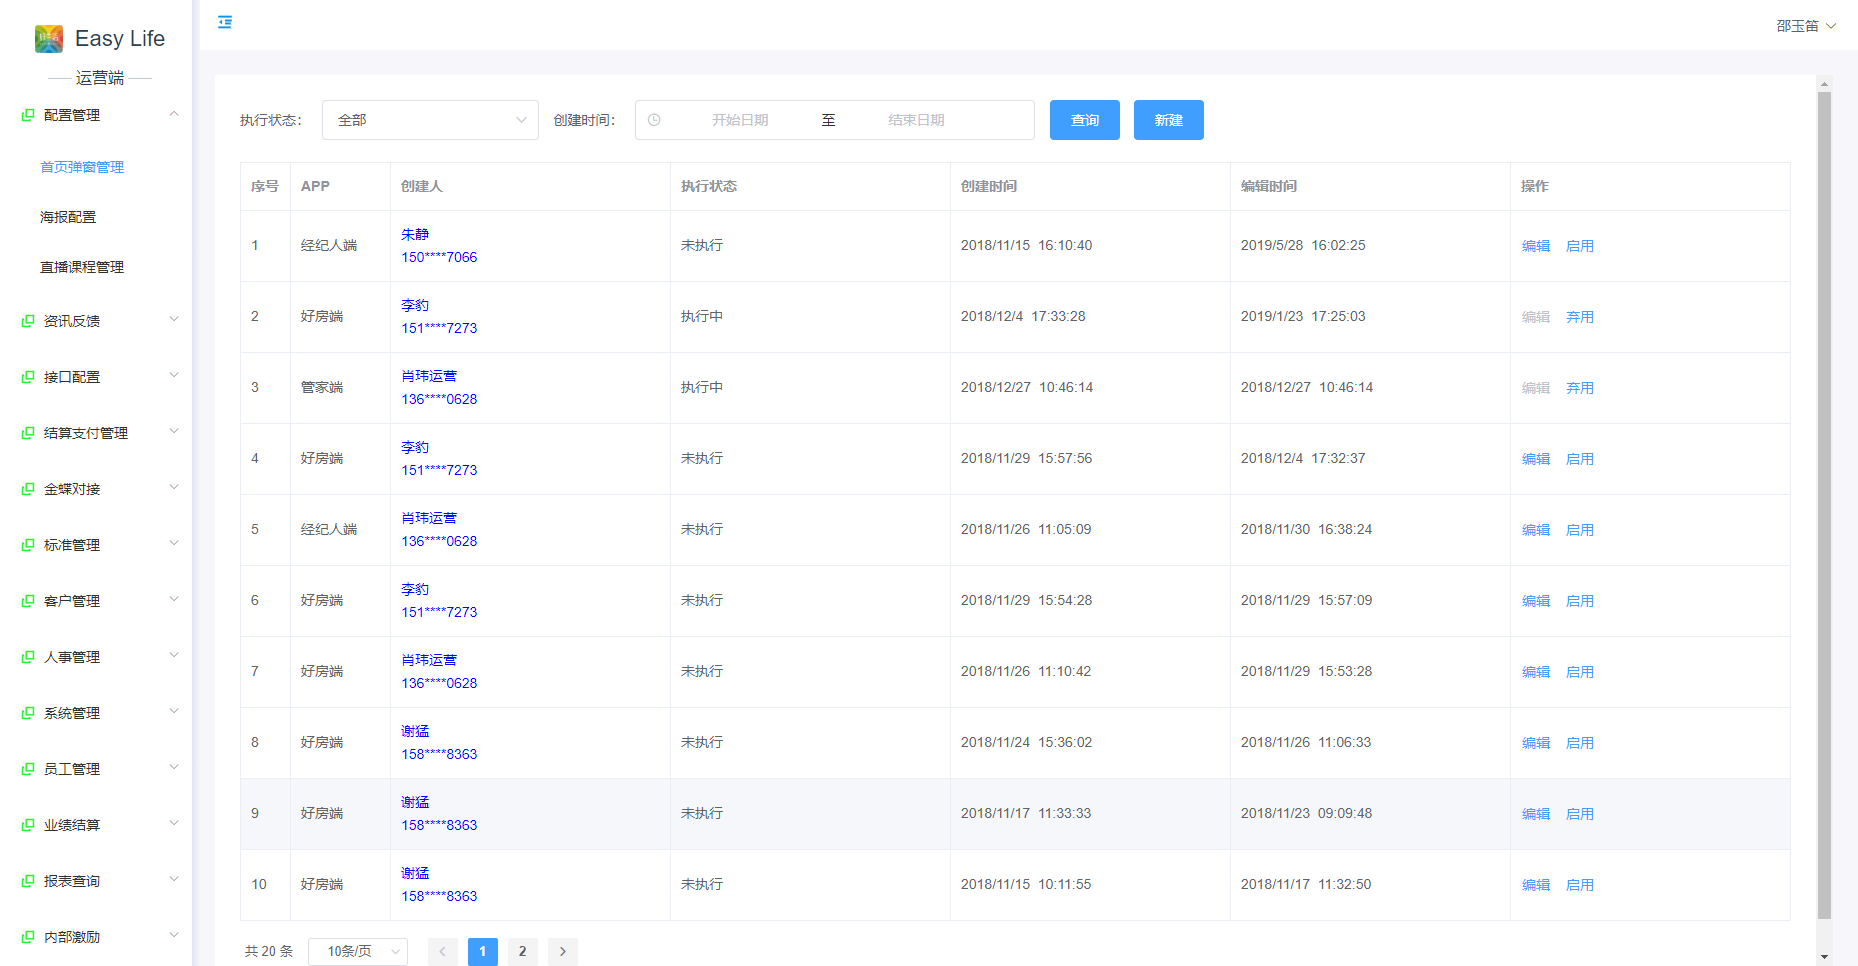 Easy Life
运营端
配置管理
首页弹窗管理
海报配置
直播课程管理
资讯反馈
接口配置
结算支付管理
金蝶对接
标准管理
客户管理
人事管理
系统管理
员工管理
业绩结算
报表查询
内部激励
邵玉笛
执行状态： 全部 创建时间： 开始日期 至 结束日期 查询 新建
序号 APP 创建人 执行状态 创建时间 编辑时间 操作
1 经纪人端 朱静 150****7066 未执行 2018/11/15 16:10:40 2019/5/28 16:02:25 编辑 启用
2 好房端 李豹 151****7273 执行中 2018/12/4 17:33:28 2019/1/23 17:25:03 编辑 弃用
3 管家端 肖玮运营 136****0628 执行中 2018/12/27 10:46:14 2018/12/27 10:46:14 编辑 弃用
4 好房端 李豹 151****7273 未执行 2018/11/29 15:57:56 2018/12/4 17:32:37 编辑 启用
5 经纪人端 肖玮运营 136****0628 未执行 2018/11/26 11:05:09 2018/11/30 16:38:24 编辑 启用
6 好房端 李豹 151****7273 未执行 2018/11/29 15:54:28 2018/11/29 15:57:09 编辑 启用
7 好房端 肖玮运营 136****0628 未执行 2018/11/26 11:10:42 2018/11/29 15:53:28 编辑 启用
8 好房端 谢猛 158****8363 未执行 2018/11/24 15:36:02 2018/11/26 11:06:33 编辑 启用
9 好房端 谢猛 158****8363 未执行 2018/11/17 11:33:33 2018/11/23 09:09:48 编辑 启用
10 好房端 谢猛 158****8363 未执行 2018/11/15 10:11:55 2018/11/17 11:32:50 编辑 启用
共 20 条 10条/页 1 2